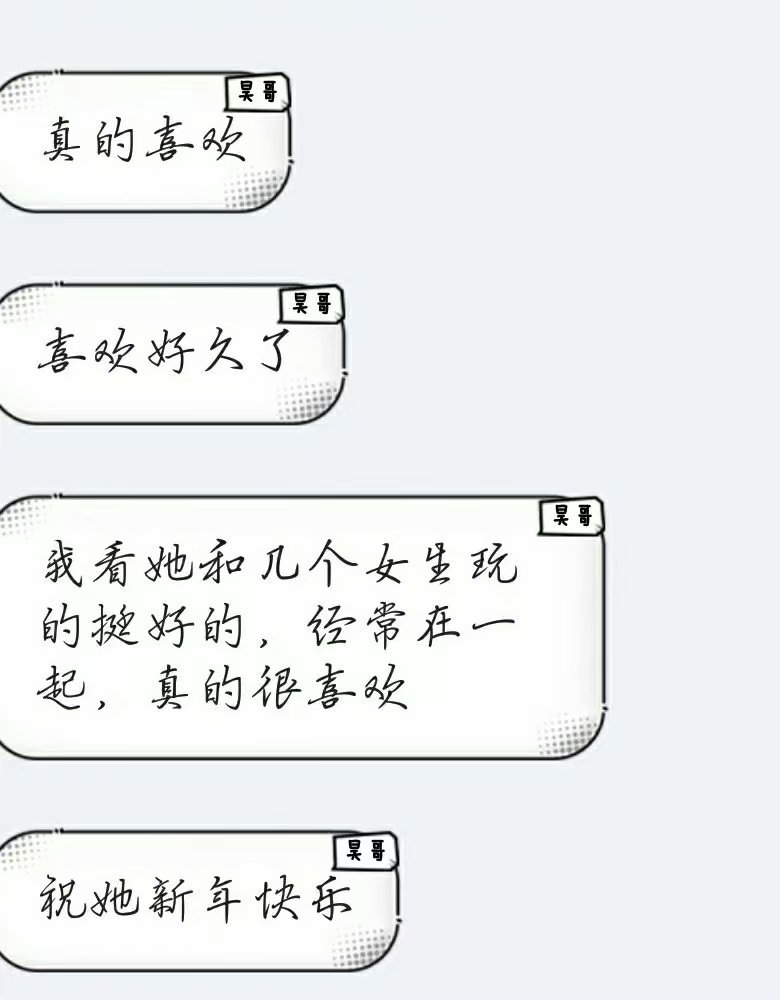 昊哥
真的喜欢
昊哥
喜欢好久了
昊哥
我看她和几个女生玩
的挺好的，经常在一
起，真的很喜欢
昊哥
祝她新年快乐